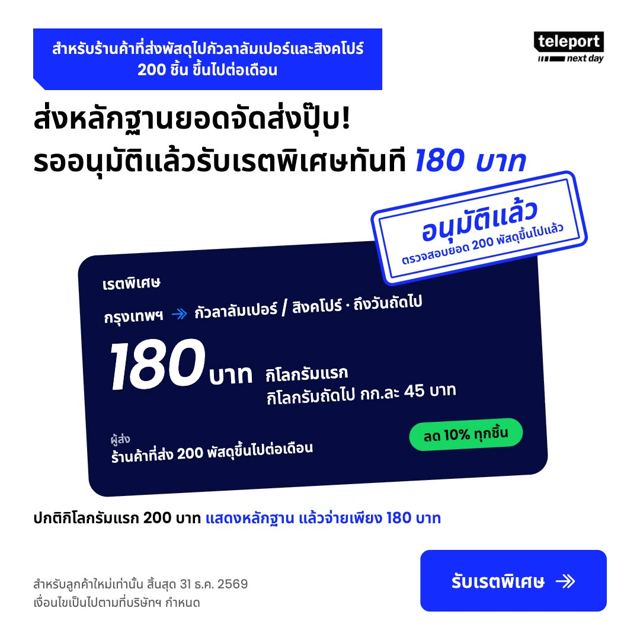 สำหรับร้านค้าที่ส่งพัสดุไปกัวลาลัมเปอร์และสิงคโปร์
200 ชิ้น ขึ้นไปต่อเดือน
teleport
next day
ส่งหลักฐานยอดจัดส่งปุ๊บ!
รออนุมัติแล้วรับเรตพิเศษทันที 180 บาท
อนุมัติแล้ว
ตรวจสอบยอด 200 พัสดุขึ้นไปแล้ว
เรตพิเศษ
กรุงเทพฯ → กัวลาลัมเปอร์ / สิงคโปร์ · ถึงวันถัดไป
180 บาท กิโลกรัมแรก
กิโลกรัมถัดไป กก.ละ 45 บาท
ผู้ส่ง
ร้านค้าที่ส่ง 200 พัสดุขึ้นไปต่อเดือน
ลด 10% ทุกชิ้น
ปกติกิโลกรัมแรก 200 บาท แสดงหลักฐาน แล้วจ่ายเพียง 180 บาท
สำหรับลูกค้าใหม่เท่านั้น สิ้นสุด 31 ธ.ค. 2569
เงื่อนไขเป็นไปตามที่บริษัทฯ กำหนด
รับเรตพิเศษ